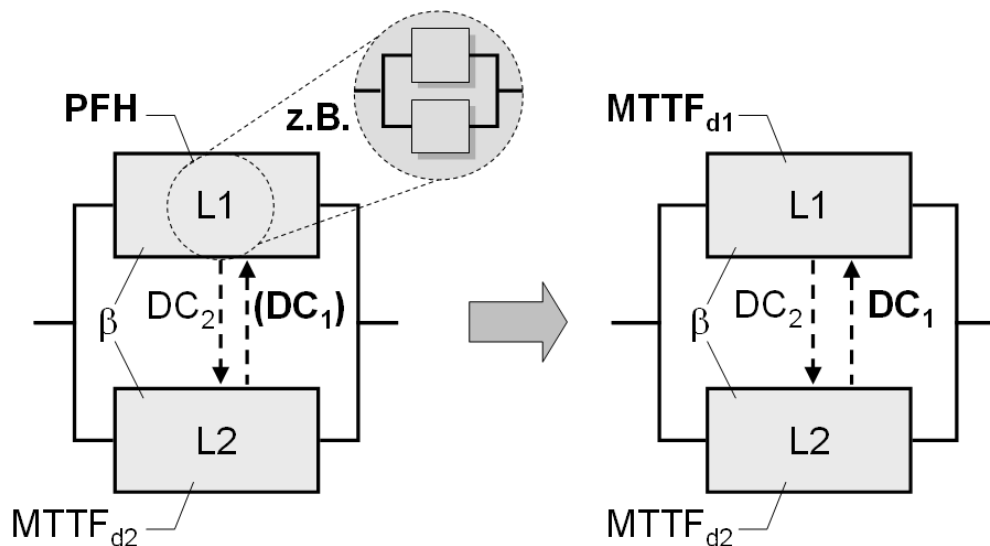 PFH
z.B.
L1
β
DC₂
(DC₁)
L2
MTTFd2
MTTFd1
L1
β
DC₂
DC₁
L2
MTTFd2